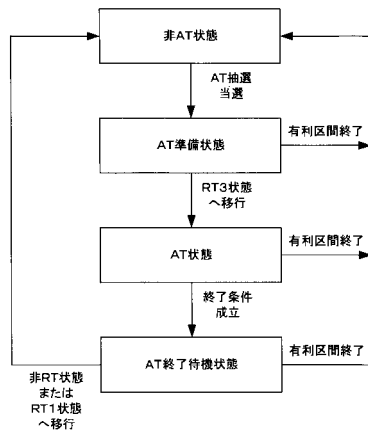 非AT状態
AT抽選
当選
AT準備状態
有利区間終了
RT3状態
へ移行
AT状態
有利区間終了
終了条件
成立
AT終了待機状態
有利区間終了
非RT状態
または
RT1状態
へ移行